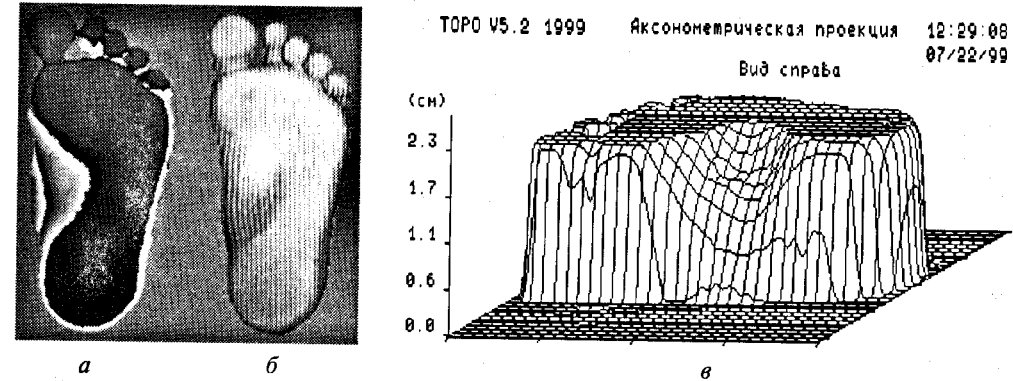 TOPO V5.2 1999 Аксонометрическая проекция 12:29:08
07/22/99
Вид справа
(см)
2.3
1.7
1.1
0.6
0.0
а б в